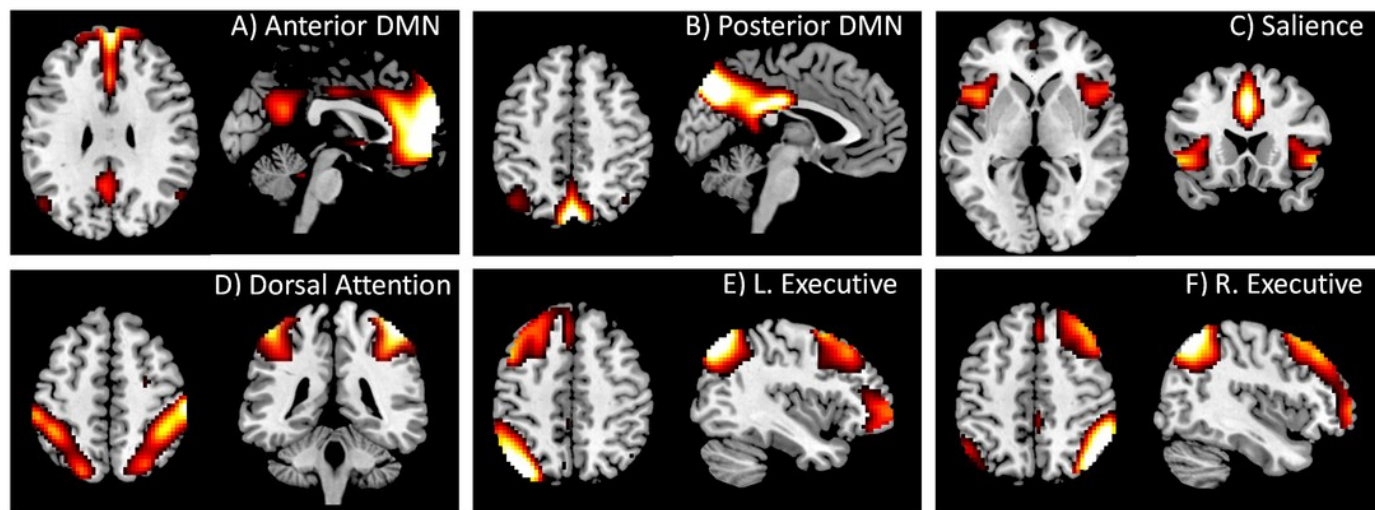 A) Anterior DMN
B) Posterior DMN
C) Salience
D) Dorsal Attention
E) L. Executive
F) R. Executive